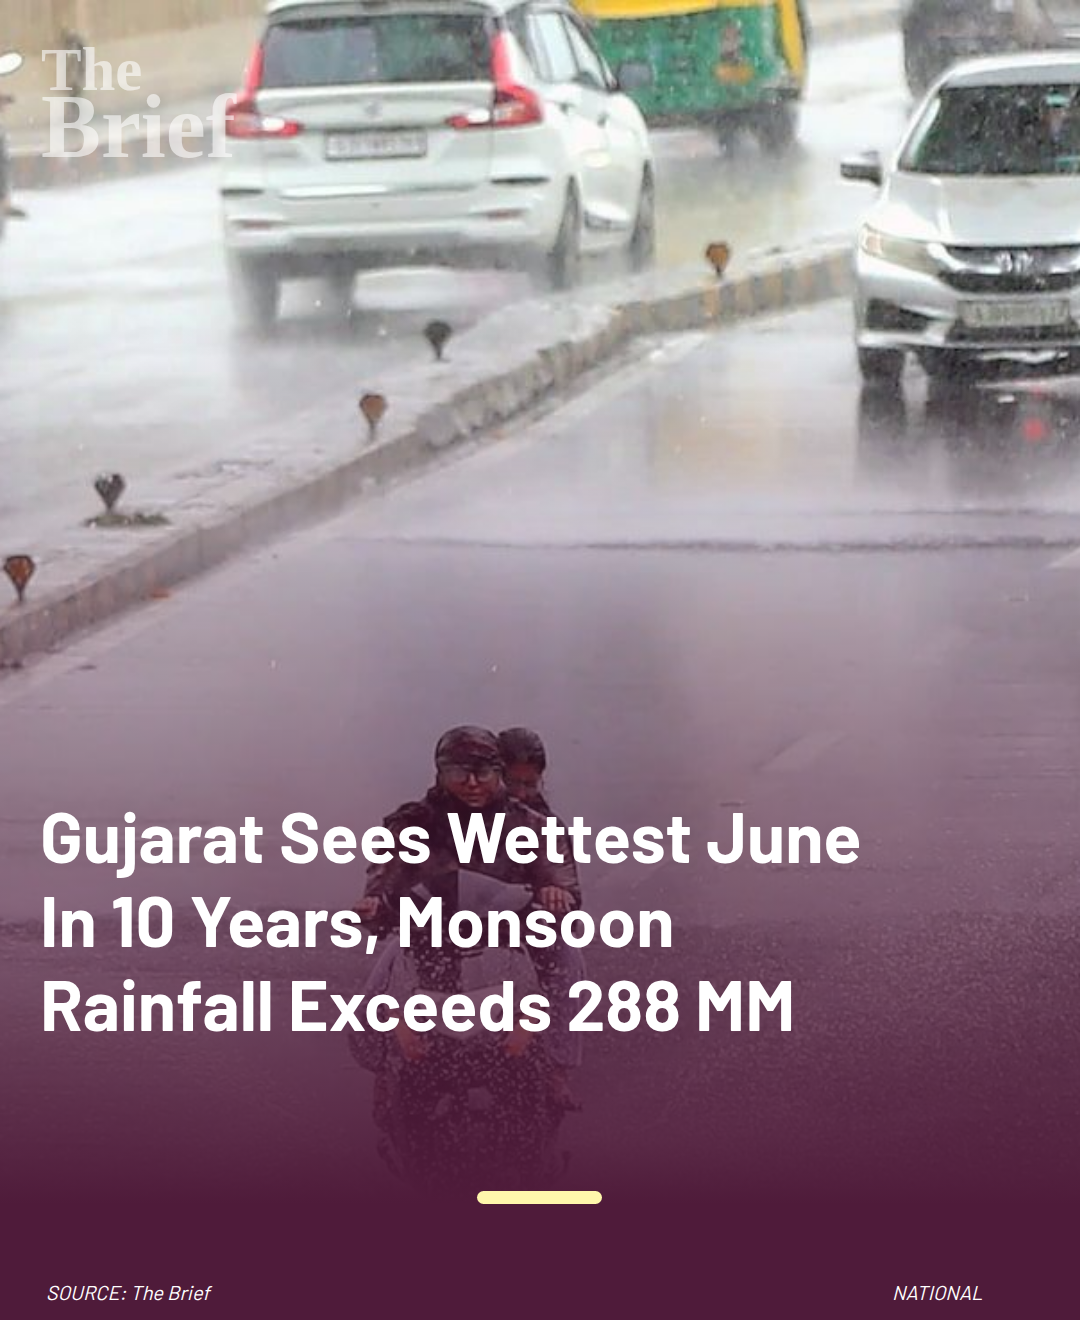 The
Brief
Gujarat Sees Wettest June
In 10 Years, Monsoon
Rainfall Exceeds 288 MM
SOURCE: The Brief
NATIONAL